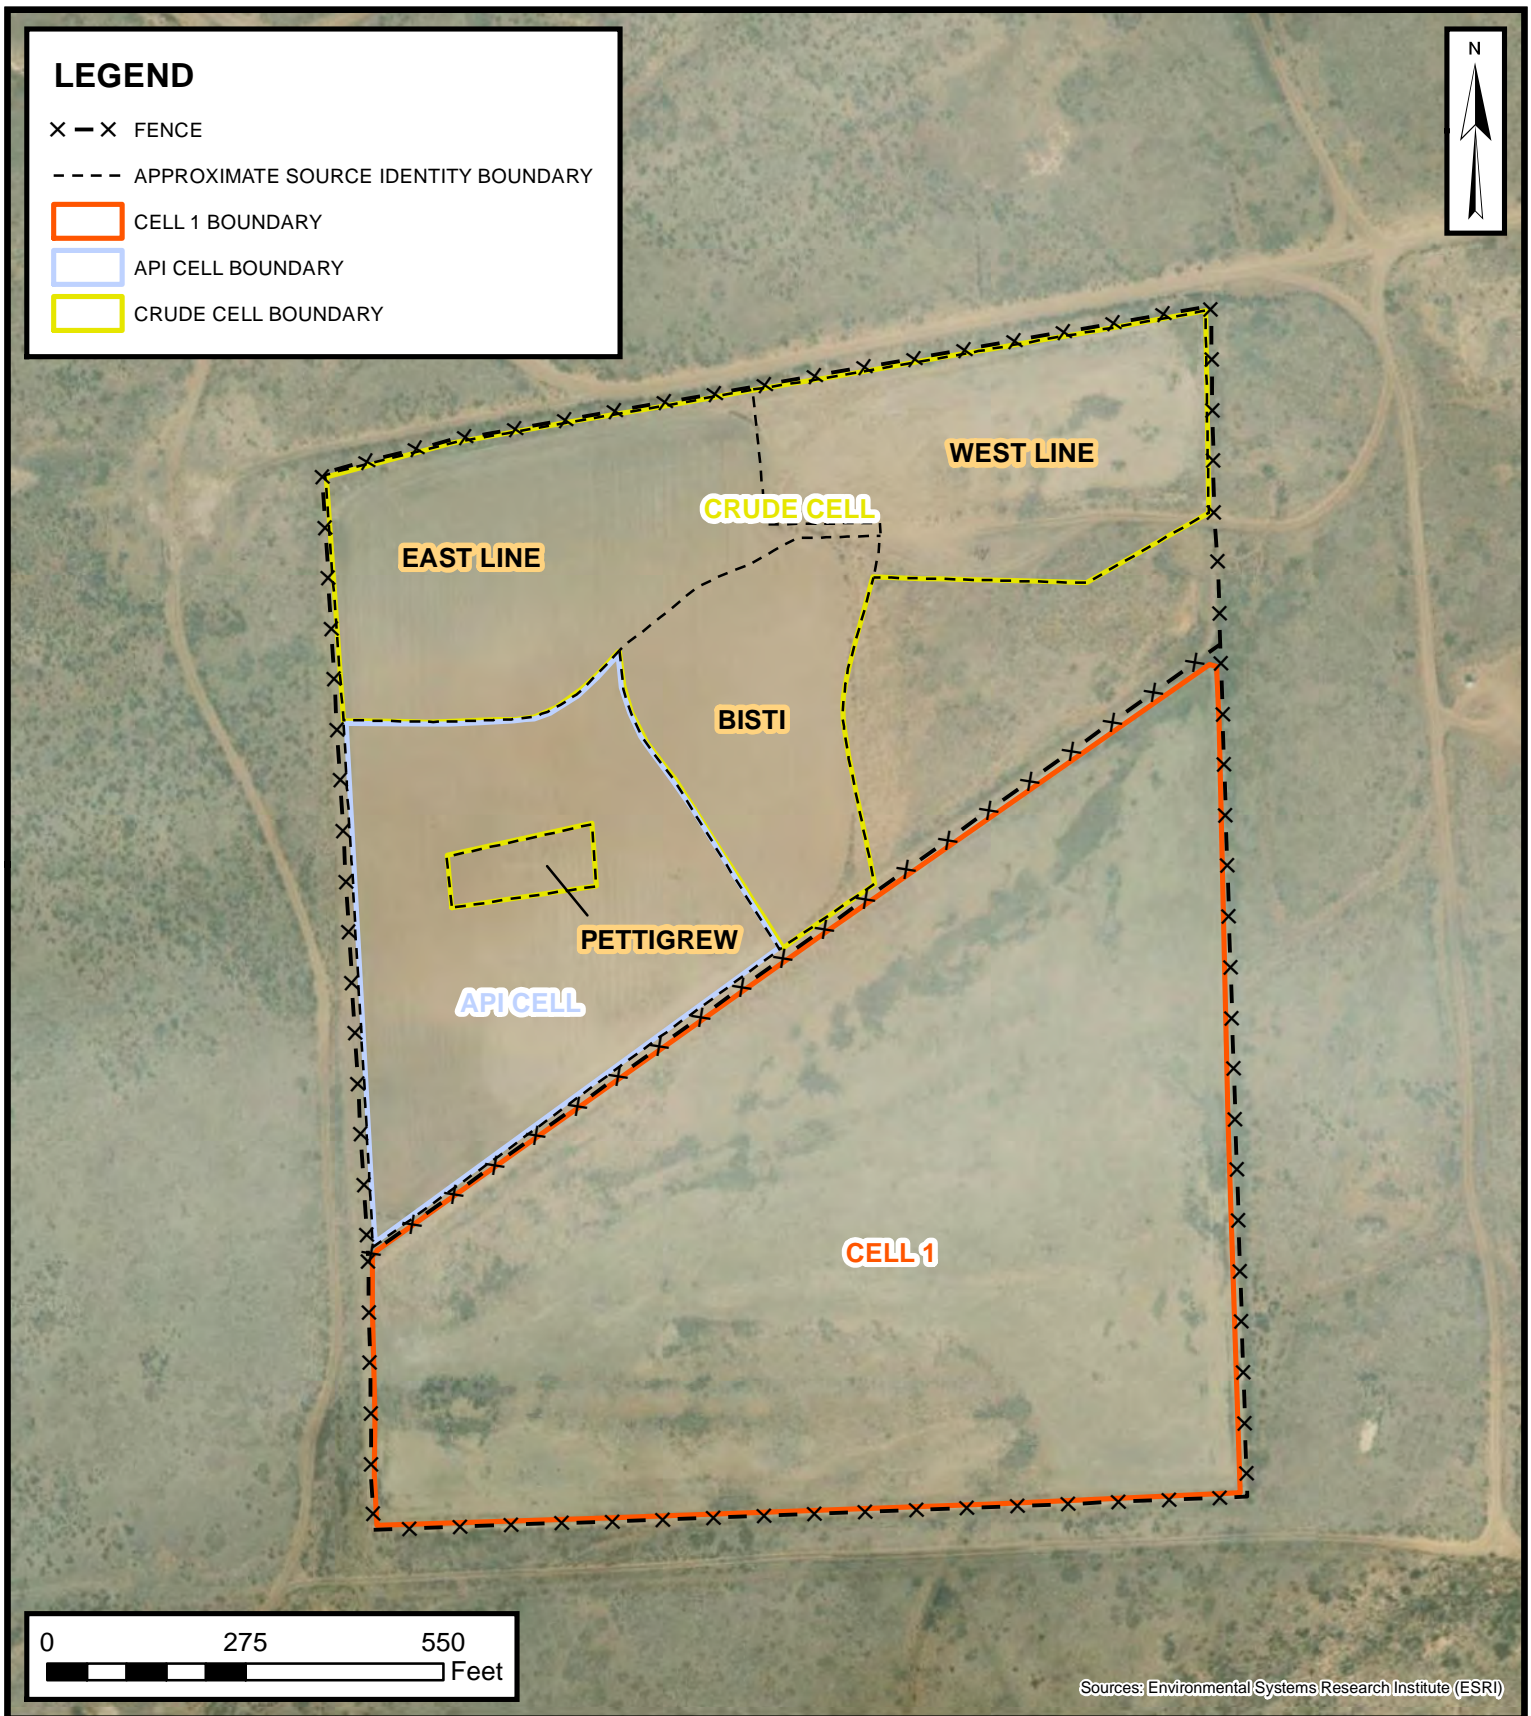 LEGEND
FENCE
APPROXIMATE SOURCE IDENTITY BOUNDARY
CELL 1 BOUNDARY
API CELL BOUNDARY
CRUDE CELL BOUNDARY
N
WEST LINE
CRUDE CELL
EAST LINE
BISTI
PETTIGREW
API CELL
CELL 1
0 275 550
Feet
Sources: Environmental Systems Research Institute (ESRI)